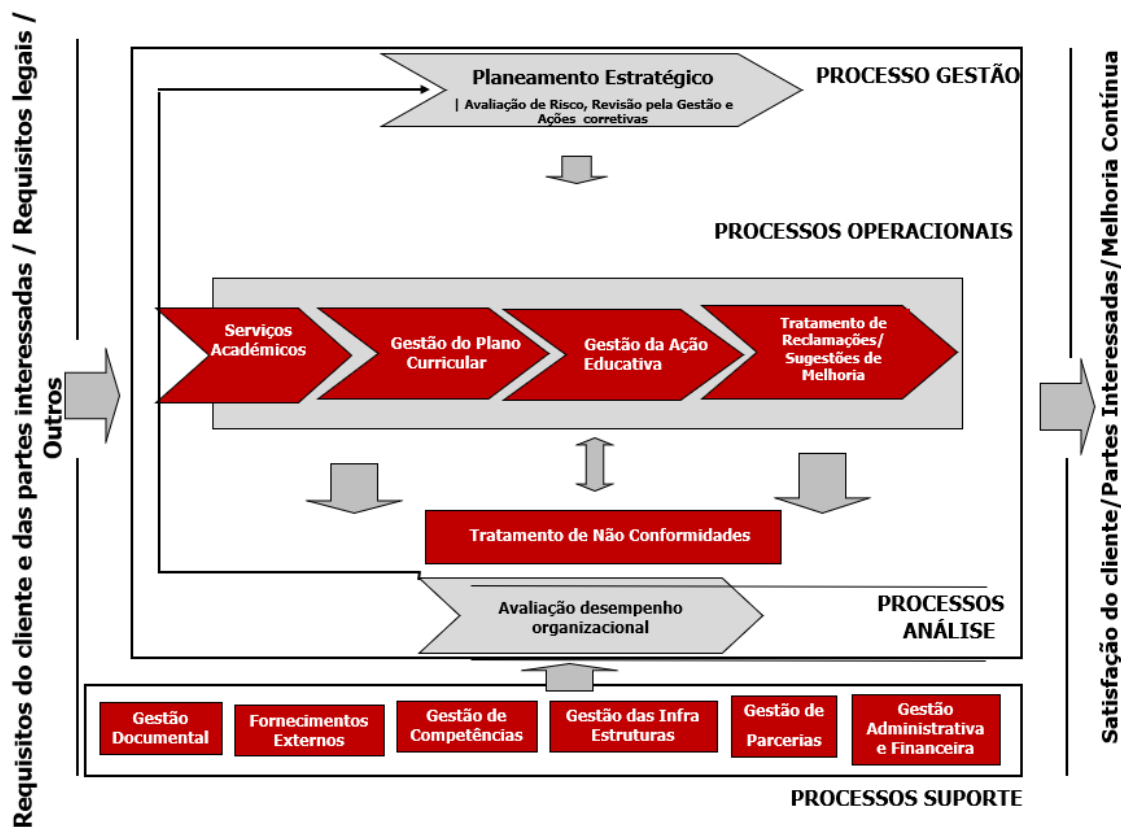 Requisitos do cliente e das partes interessadas / Requisitos legais /
Outros
PROCESSO GESTÃO
Planeamento Estratégico
| Avaliação de Risco, Revisão pela Gestão e
Ações corretivas
PROCESSOS OPERACIONAIS
Serviços
Académicos
Gestão do Plano
Curricular
Gestão da Ação
Educativa
Tratamento de
Reclamações/
Sugestões de
Melhoria
Tratamento de Não Conformidades
Avaliação desempenho
organizacional
PROCESSOS
ANÁLISE
Gestão
Documental
Fornecimentos
Externos
Gestão de
Competências
Gestão das Infra
Estruturas
Gestão de
Parcerias
Gestão
Administrativa
e Financeira
PROCESSOS SUPORTE
Satisfação do cliente/Partes Interessadas/Melhoria Contínua